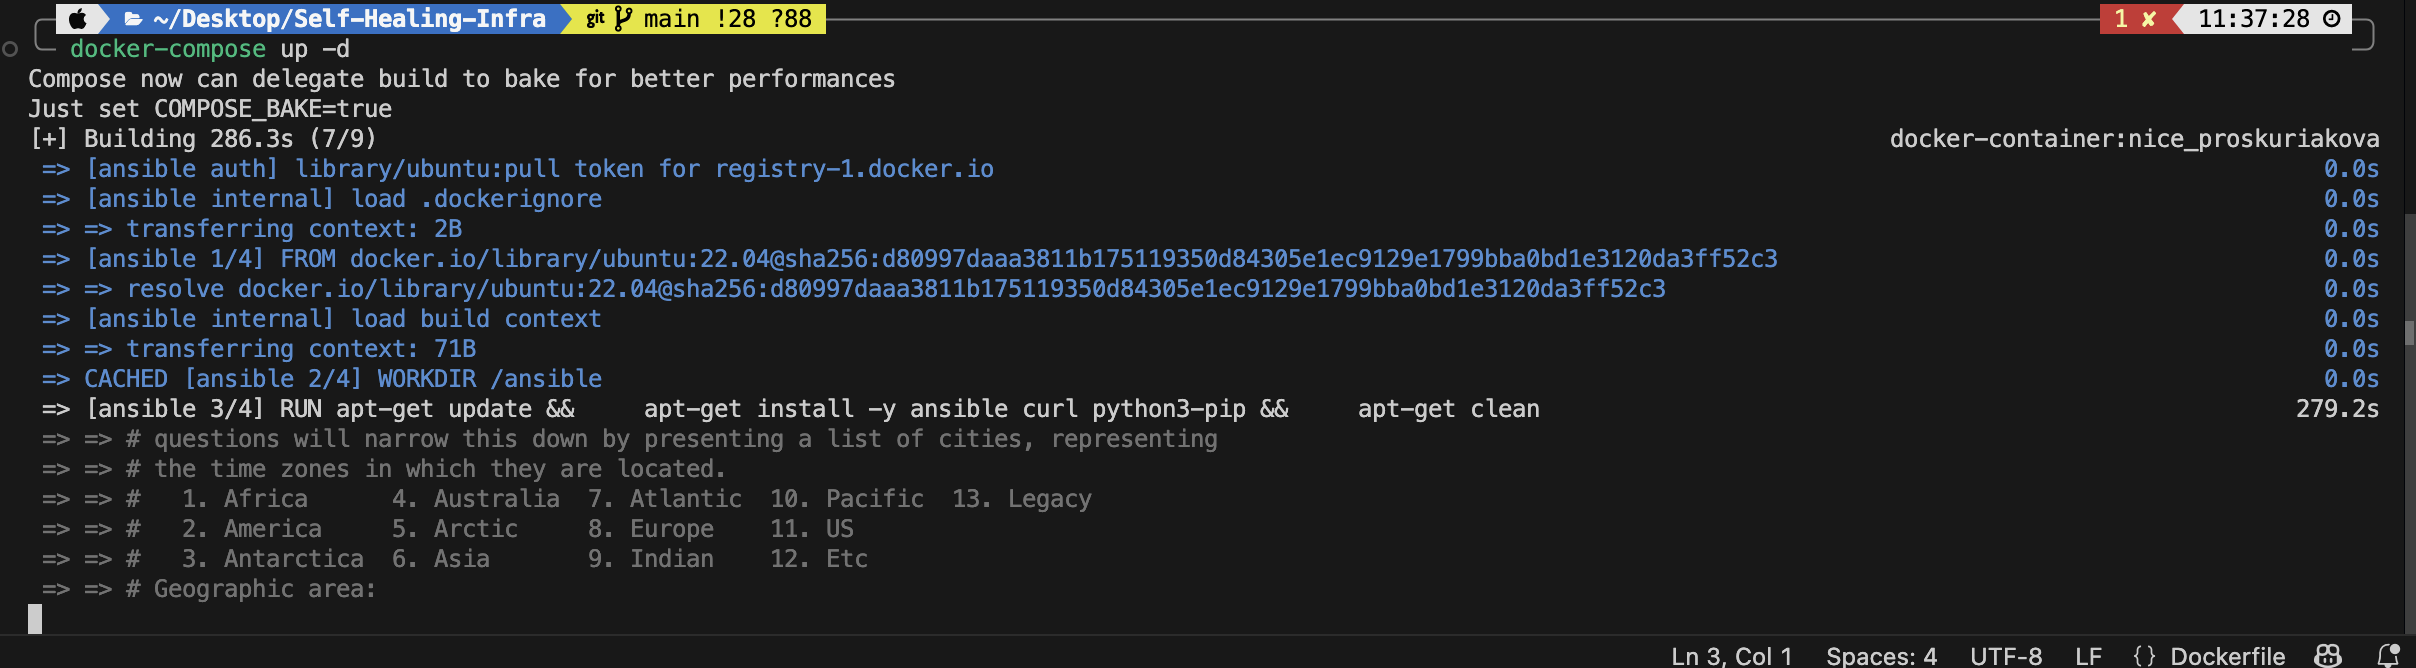 ~/Desktop/Self-Healing-Infra git main !28 ?88 1 ✘ 11:37:28
docker-compose up -d
Compose now can delegate build to bake for better performances
Just set COMPOSE_BAKE=true
[+] Building 286.3s (7/9) docker-container:nice_proskuriakova
=> [ansible auth] library/ubuntu:pull token for registry-1.docker.io 0.0s
=> [ansible internal] load .dockerignore 0.0s
=> => transferring context: 2B 0.0s
=> [ansible 1/4] FROM docker.io/library/ubuntu:22.04@sha256:d80997daaa3811b175119350d84305e1ec9129e1799bba0bd1e3120da3ff52c3 0.0s
=> => resolve docker.io/library/ubuntu:22.04@sha256:d80997daaa3811b175119350d84305e1ec9129e1799bba0bd1e3120da3ff52c3 0.0s
=> [ansible internal] load build context 0.0s
=> => transferring context: 71B 0.0s
=> CACHED [ansible 2/4] WORKDIR /ansible 0.0s
=> [ansible 3/4] RUN apt-get update &&     apt-get install -y ansible curl python3-pip &&     apt-get clean 279.2s
=> => # questions will narrow this down by presenting a list of cities, representing
=> => # the time zones in which they are located.
=> => #   1. Africa      4. Australia  7. Atlantic  10. Pacific  13. Legacy
=> => #   2. America     5. Arctic     8. Europe    11. US
=> => #   3. Antarctica  6. Asia       9. Indian    12. Etc
=> => # Geographic area:
Ln 3, Col 1 Spaces: 4 UTF-8 LF {} Dockerfile